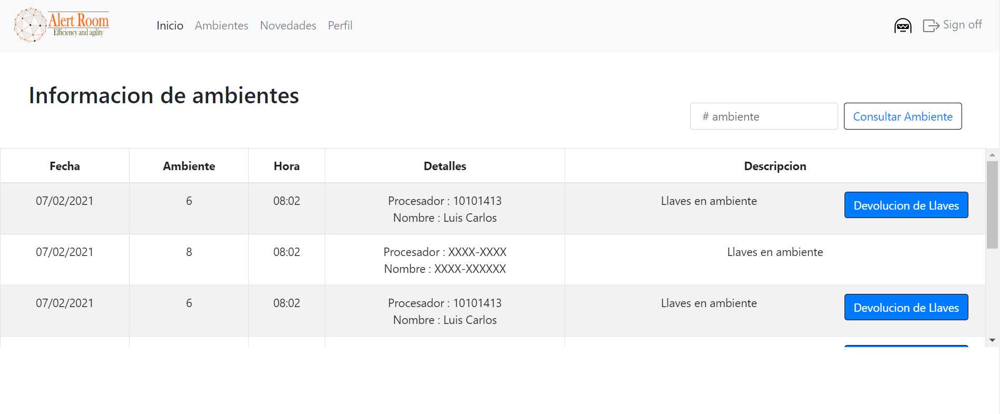 Alert Room
Efficiency and agility
Inicio Ambientes Novedades Perfil
Sign off
Informacion de ambientes
# ambiente
Consultar Ambiente
Fecha Ambiente Hora Detalles Descripcion
07/02/2021 6 08:02 Procesador : 10101413 Llaves en ambiente Devolucion de Llaves
Nombre : Luis Carlos
07/02/2021 8 08:02 Procesador : XXXX-XXXX Llaves en ambiente
Nombre : XXXX-XXXXXX
07/02/2021 6 08:02 Procesador : 10101413 Llaves en ambiente Devolucion de Llaves
Nombre : Luis Carlos